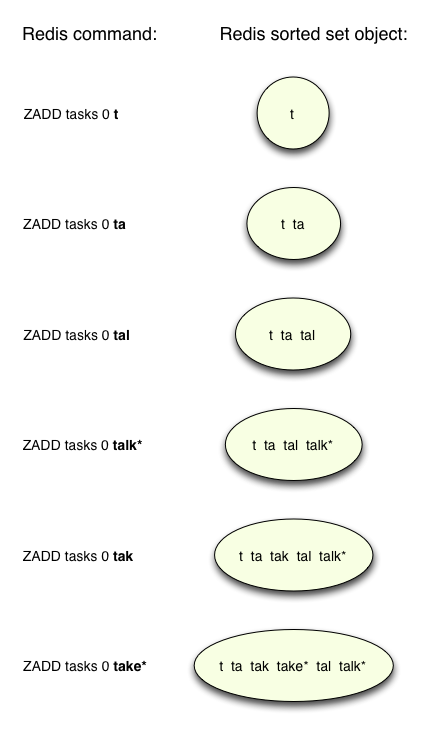 Redis command: Redis sorted set object:
ZADD tasks 0 t t
ZADD tasks 0 ta t ta
ZADD tasks 0 tal t ta tal
ZADD tasks 0 talk* t ta tal talk*
ZADD tasks 0 tak t ta tak tal talk*
ZADD tasks 0 take* t ta tak take* tal talk*